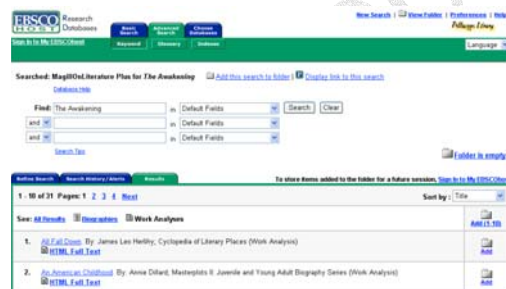 EBSCO Research Databases
HOST
Basic Search Advanced Search Choose Databases
New Search | View Folder | Preferences | Help
Sign In to My EBSCOhost
Keyword Glossary Indexes
Language
Searched: MagillOnLiterature Plus for The Awakening Add this search to folder | Display link to this search
Database Help
Find: The Awakening in Default Fields Search Clear
and in Default Fields
and in Default Fields
Search Tips
Folder is empty.
Refine Search Search History/Alerts Results To store items added to the folder for a future session, Sign In to My EBSCOhost
1 - 10 of 31 Pages: 1 2 3 4 Next Sort by : Title
See: All Results Biographies Work Analyses Add (1-10)
1. All Fall Down. By: James Leo Herlihy; Cyclopedia of Literary Places (Work Analysis)
HTML Full Text Add
2. An American Childhood. By: Annie Dillard; Masterplots II: Juvenile and Young Adult Biography Series (Work Analysis)
HTML Full Text Add